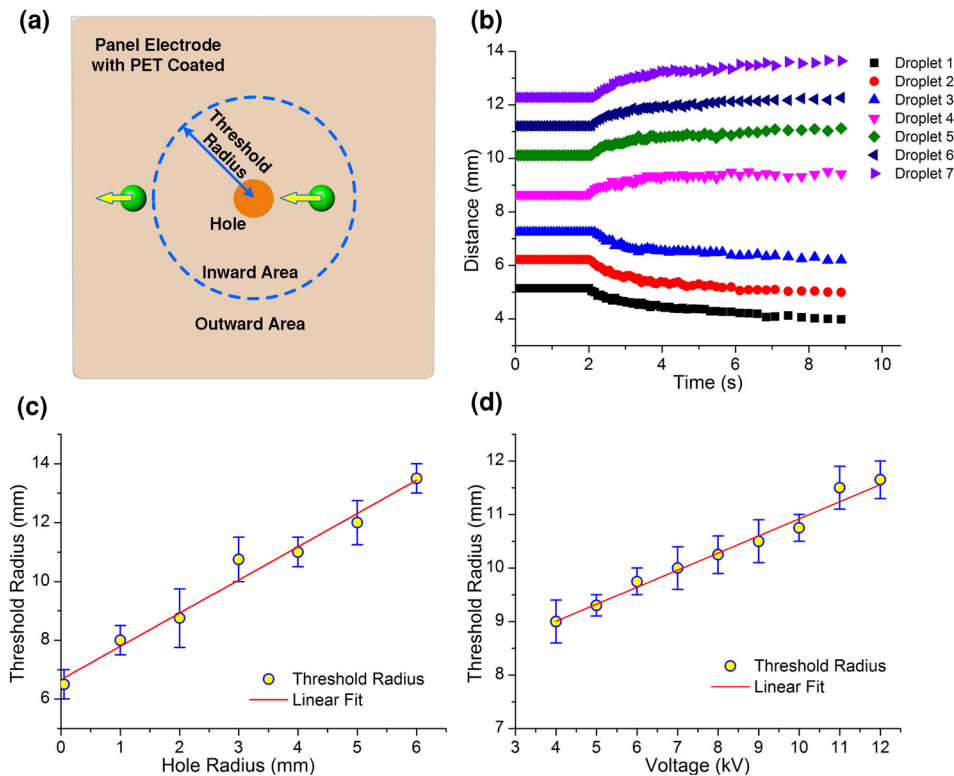 (a)
Panel Electrode
with PET Coated
Threshold
Radius
Hole
Inward Area
Outward Area
(b)
14
12
10
8
6
4
Distance (mm)
0
2
4
6
8
10
Time (s)
Droplet 1
Droplet 2
Droplet 3
Droplet 4
Droplet 5
Droplet 6
Droplet 7
(c)
14
12
10
8
6
Threshold Radius (mm)
0
1
2
3
4
5
6
Hole Radius (mm)
Threshold Radius
Linear Fit
(d)
12
11
10
9
8
7
Threshold Radius (mm)
3
4
5
6
7
8
9
10
11
12
Voltage (kV)
Threshold Radius
Linear Fit